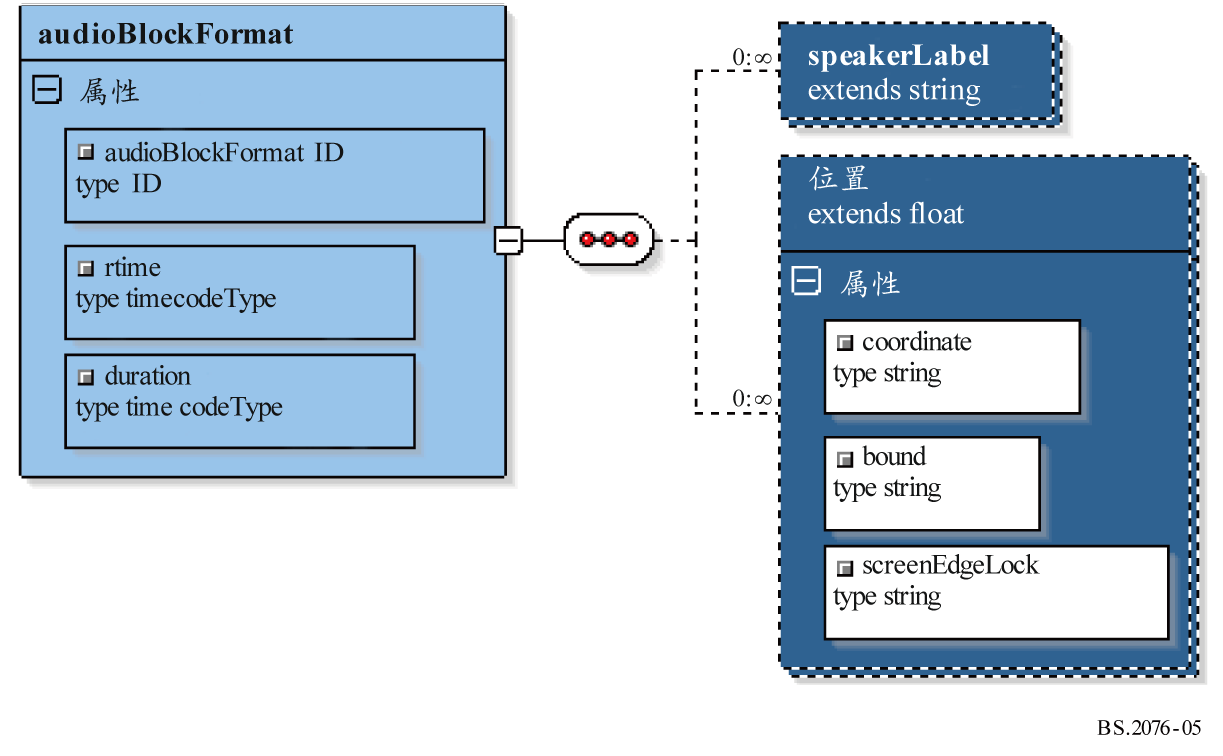 audioBlockFormat
属性
audioBlockFormat ID
type ID
rtime
type timecodeType
duration
type time codeType
0:∞
speakerLabel
extends string
位置
extends float
属性
coordinate
type string
0:∞
bound
type string
screenEdgeLock
type string
BS.2076-05